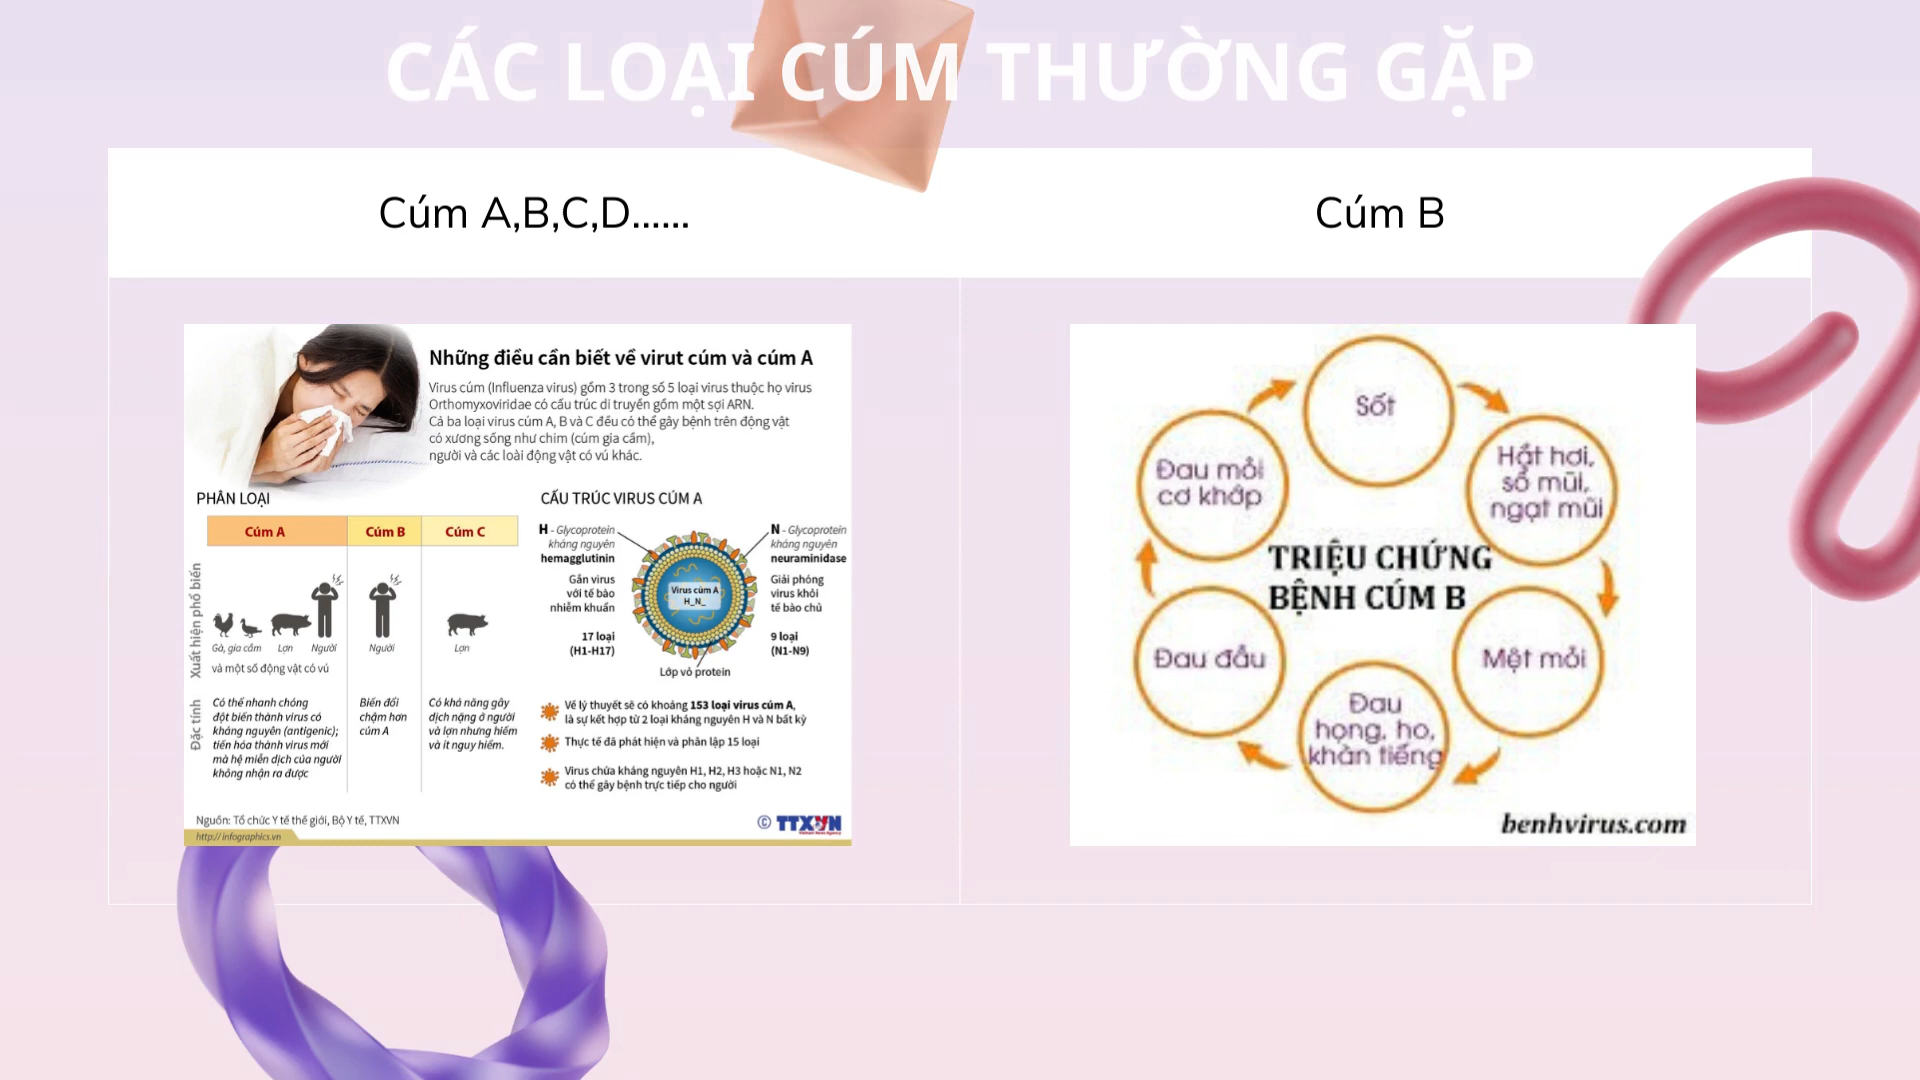 CÁC LOẠI CÚM THƯỜNG GẶP
Cúm A,B,C,D......
Cúm B
Những điều cần biết về virut cúm và cúm A
Virus cúm (Influenza virus) gồm 3 trong số 5 loại virus thuộc họ virus
Orthomyxoviridae có cấu trúc di truyền gồm một sợi ARN.
Cả ba loại virus cúm A, B và C đều có thể gây bệnh trên động vật
có xương sống như chim (cúm gia cầm),
người và các loài động vật có vú khác.
PHÂN LOẠI
Cúm A
Cúm B
Cúm C
Xuất hiện phổ biến
Gà, gia cầm
Lợn
Người
Người
Lợn
và một số động vật có vú
Đặc tính
Có thể nhanh chóng
đột biến thành virus có
kháng nguyên (antigenic);
tiến hóa thành virus mới
mà hệ miễn dịch của người
không nhận ra được
Biến đổi
chậm hơn
cúm A
Có khả năng gây
dịch nặng ở người
và lợn nhưng hiếm
và ít nguy hiểm.
CẤU TRÚC VIRUS CÚM A
H - Glycoprotein
kháng nguyên
hemagglutinin
Gắn virus
với tế bào
nhiễm khuẩn
17 loại
(H1-H17)
Virus cúm A
H_N_
N - Glycoprotein
kháng nguyên
neuraminidase
Giải phóng
virus khỏi
tế bào chủ
9 loại
(N1-N9)
Lớp vỏ protein
Về lý thuyết sẽ có khoảng 153 loại virus cúm A,
là sự kết hợp từ 2 loại kháng nguyên H và N bất kỳ
Thực tế đã phát hiện và phân lập 15 loại
Virus chứa kháng nguyên H1, H2, H3 hoặc N1, N2
có thể gây bệnh trực tiếp cho người
Nguồn: Tổ chức Y tế thế giới, Bộ Y tế, TTXVN
© TTXVN
http://infographics.vn
Sốt
Hắt hơi,
sổ mũi,
ngạt mũi
Mệt mỏi
Đau
họng, ho,
khàn tiếng
Đau đầu
Đau mỏi
cơ khớp
TRIỆU CHỨNG
BỆNH CÚM B
benhvirus.com